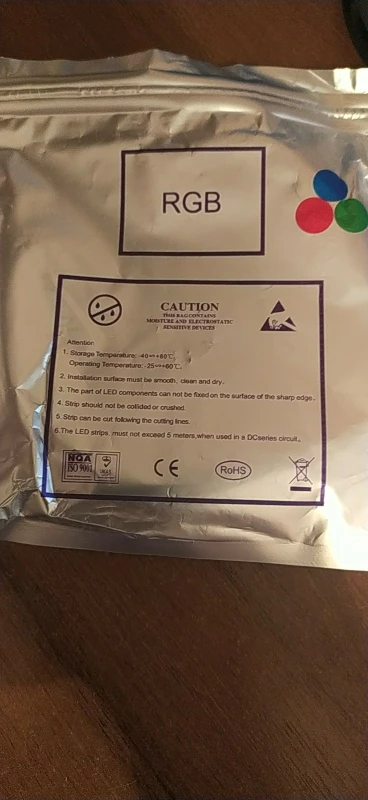 RGB
CAUTION
THIS BAG CONTAINS
MOISTURE AND ELECTROSTATIC
SENSITIVE DEVICES
Attention
1. Storage Temperature: -40~+80℃.
Operating Temperature: -25~+60℃.
2. Installation surface must be smooth, clean and dry.
3. The part of LED components can not be fixed on the surface of the sharp edge.
4. Strip should not be collided or crushed.
5. Strip can be cut following the cutting lines.
6.The LED strips, must not exceed 5 meters,when used in a DCseries circuit.
NQA
ISO 9001
UKAS
CE
RoHS